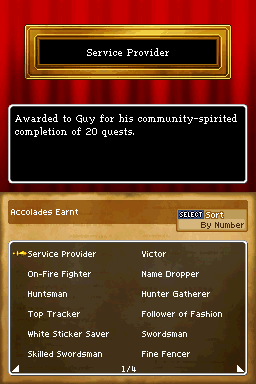 Service Provider
Awarded to Guy for his community-spirited
completion of 20 quests.
Accolades Earnt
SELECT Sort
By Number
Service Provider Victor
On-Fire Fighter Name Dropper
Huntsman Hunter Gatherer
Top Tracker Follower of Fashion
White Sticker Saver Swordsman
Skilled Swordsman Fine Fencer
1/4